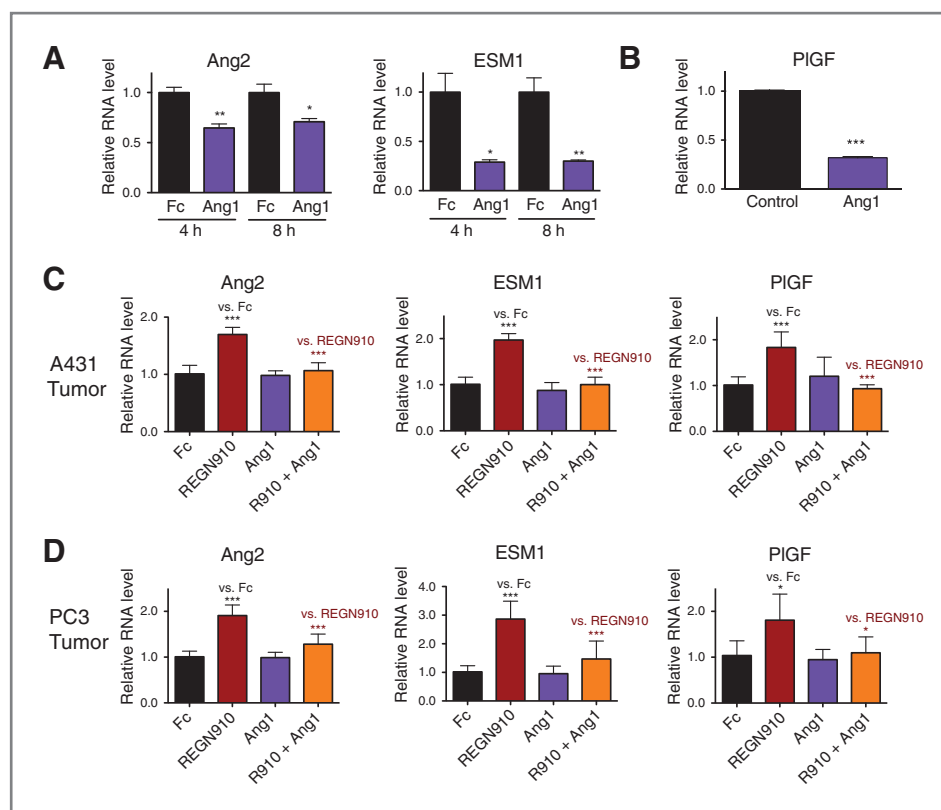 A
Ang2
Relative RNA level
1.0
0.5
0.0
**
*
Fc Ang1 Fc Ang1
4 h 8 h
ESM1
Relative RNA level
1.0
0.5
0.0
*
**
Fc Ang1 Fc Ang1
4 h 8 h
B
PlGF
Relative RNA level
1.0
0.5
0.0
***
Control Ang1
C
A431
Tumor
Ang2
Relative RNA level
2.0
1.0
0.0
vs. Fc
***
vs. REGN910
***
Fc REGN910 Ang1 R910 + Ang1
ESM1
Relative RNA level
2.0
1.0
0.0
vs. Fc
***
vs. REGN910
***
Fc REGN910 Ang1 R910 + Ang1
PlGF
Relative RNA level
2.0
1.0
0.0
vs. Fc
***
vs. REGN910
***
Fc REGN910 Ang1 R910 + Ang1
D
PC3
Tumor
Ang2
Relative RNA level
2.0
1.0
0.0
vs. Fc
***
vs. REGN910
***
Fc REGN910 Ang1 R910 + Ang1
ESM1
Relative RNA level
4.0
3.0
2.0
1.0
0.0
vs. Fc
***
vs. REGN910
***
Fc REGN910 Ang1 R910 + Ang1
PlGF
Relative RNA level
2.0
1.0
0.0
vs. Fc
*
vs. REGN910
*
Fc REGN910 Ang1 R910 + Ang1